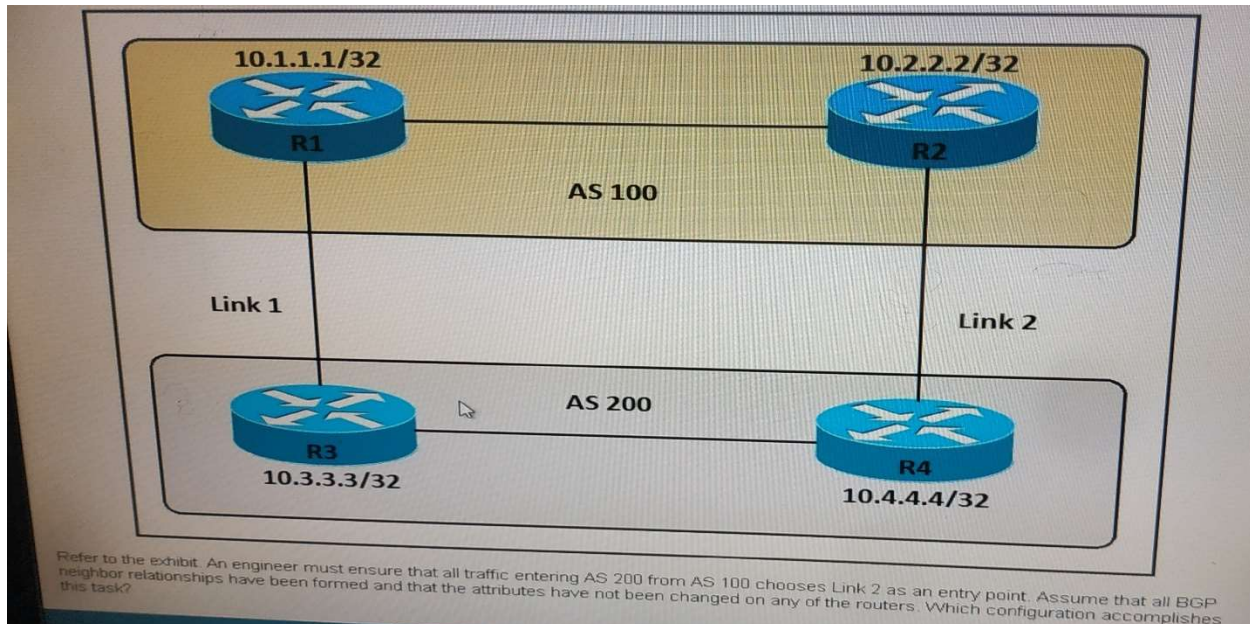 10.1.1.1/32
10.2.2.2/32
R1
R2
AS 100
Link 1
Link 2
AS 200
R3
R4
10.3.3.3/32
10.4.4.4/32
Refer to the exhibit. An engineer must ensure that all traffic entering AS 200 from AS 100 chooses Link 2 as an entry point. Assume that all BGP
neighbor relationships have been formed and that the attributes have not been changed on any of the routers. Which configuration accomplishes
this task?